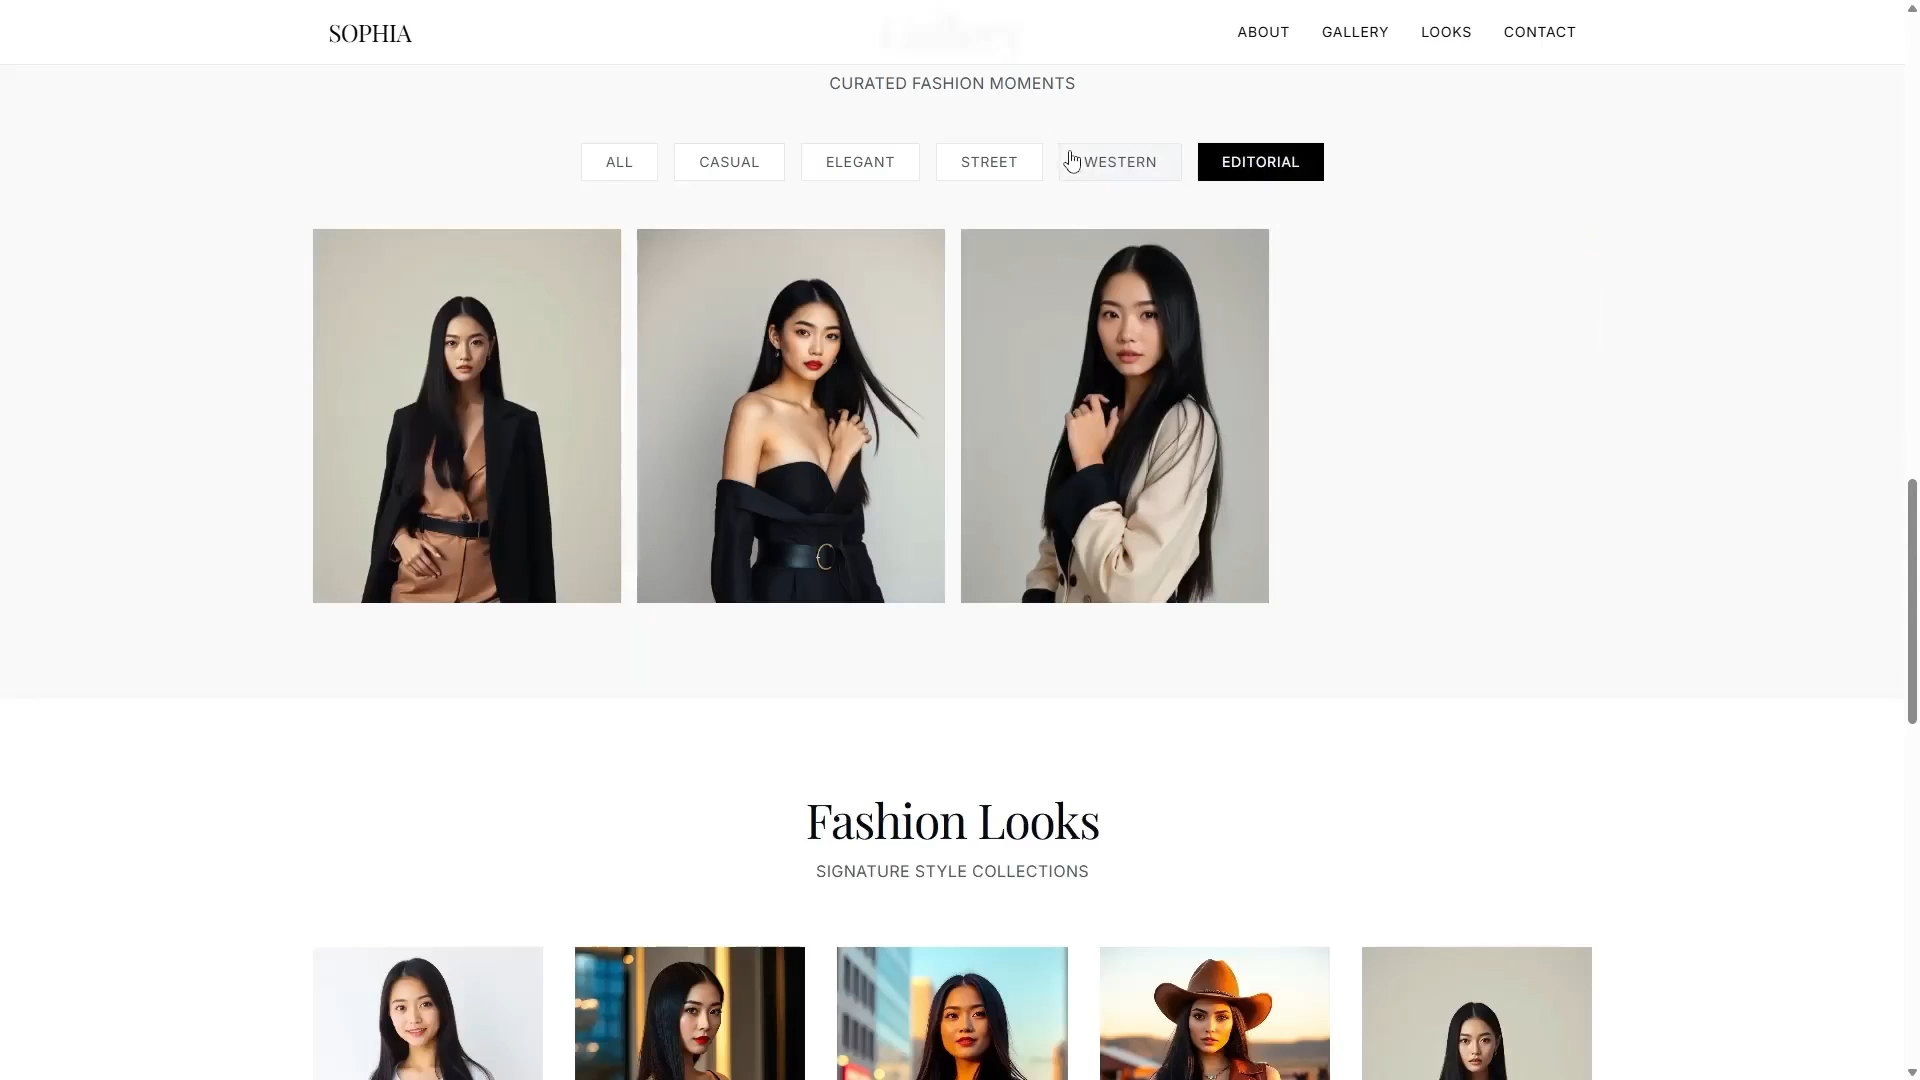 SOPHIA
ABOUT GALLERY LOOKS CONTACT
CURATED FASHION MOMENTS
ALL CASUAL ELEGANT STREET WESTERN EDITORIAL
Fashion Looks
SIGNATURE STYLE COLLECTIONS